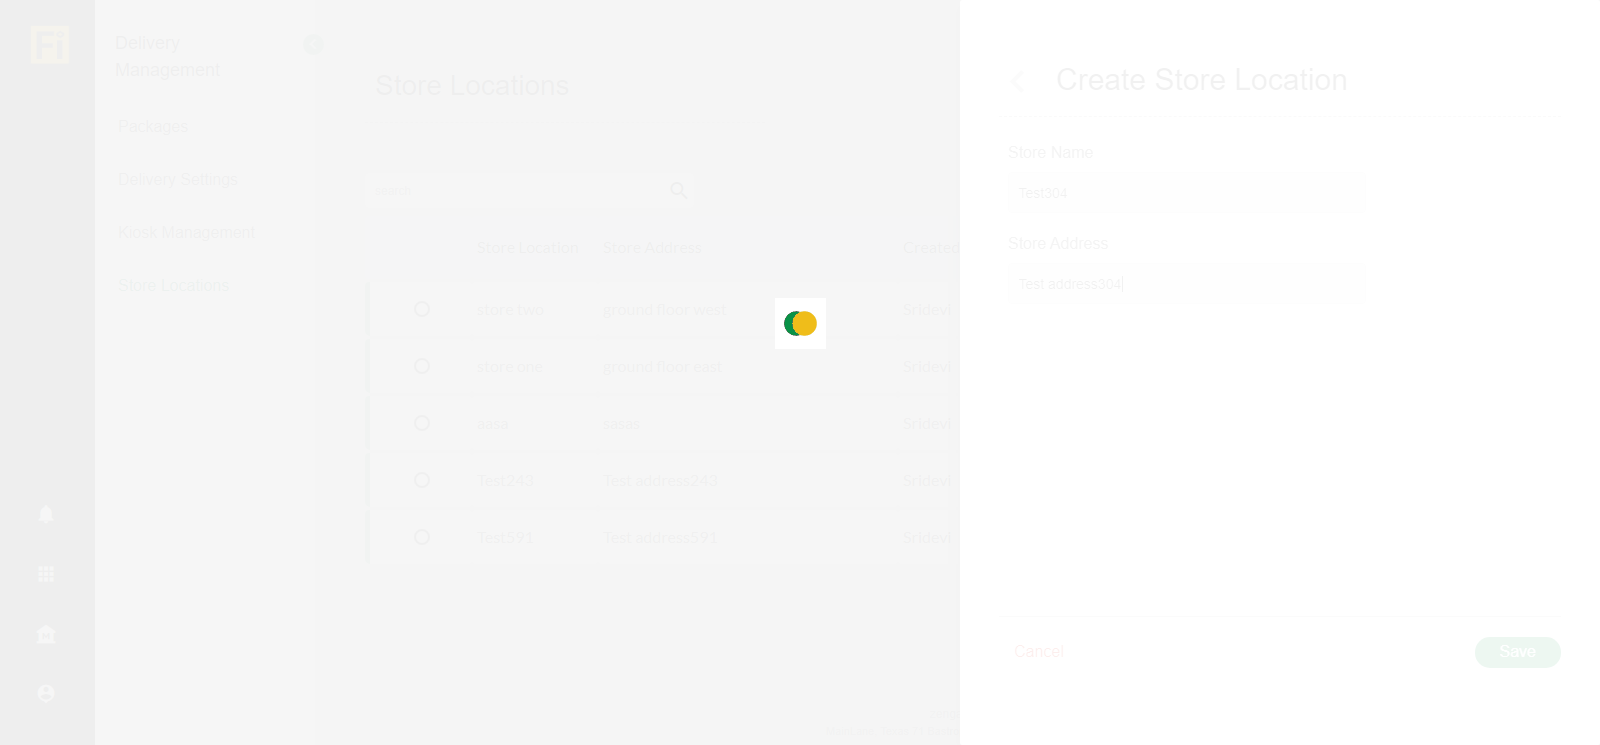 Fi
Delivery
Management
Packages
Delivery Settings
Kiosk Management
Store Locations
Store Locations
Store Location Store Address Created
store two ground floor west Sridevi
store one ground floor east Sridevi
aasa sasas Sridevi
Test243 Test address243 Sridevi
Test591 Test address591 Sridevi
Create Store Location
Store Name
Test304
Store Address
Test address304
Cancel Save